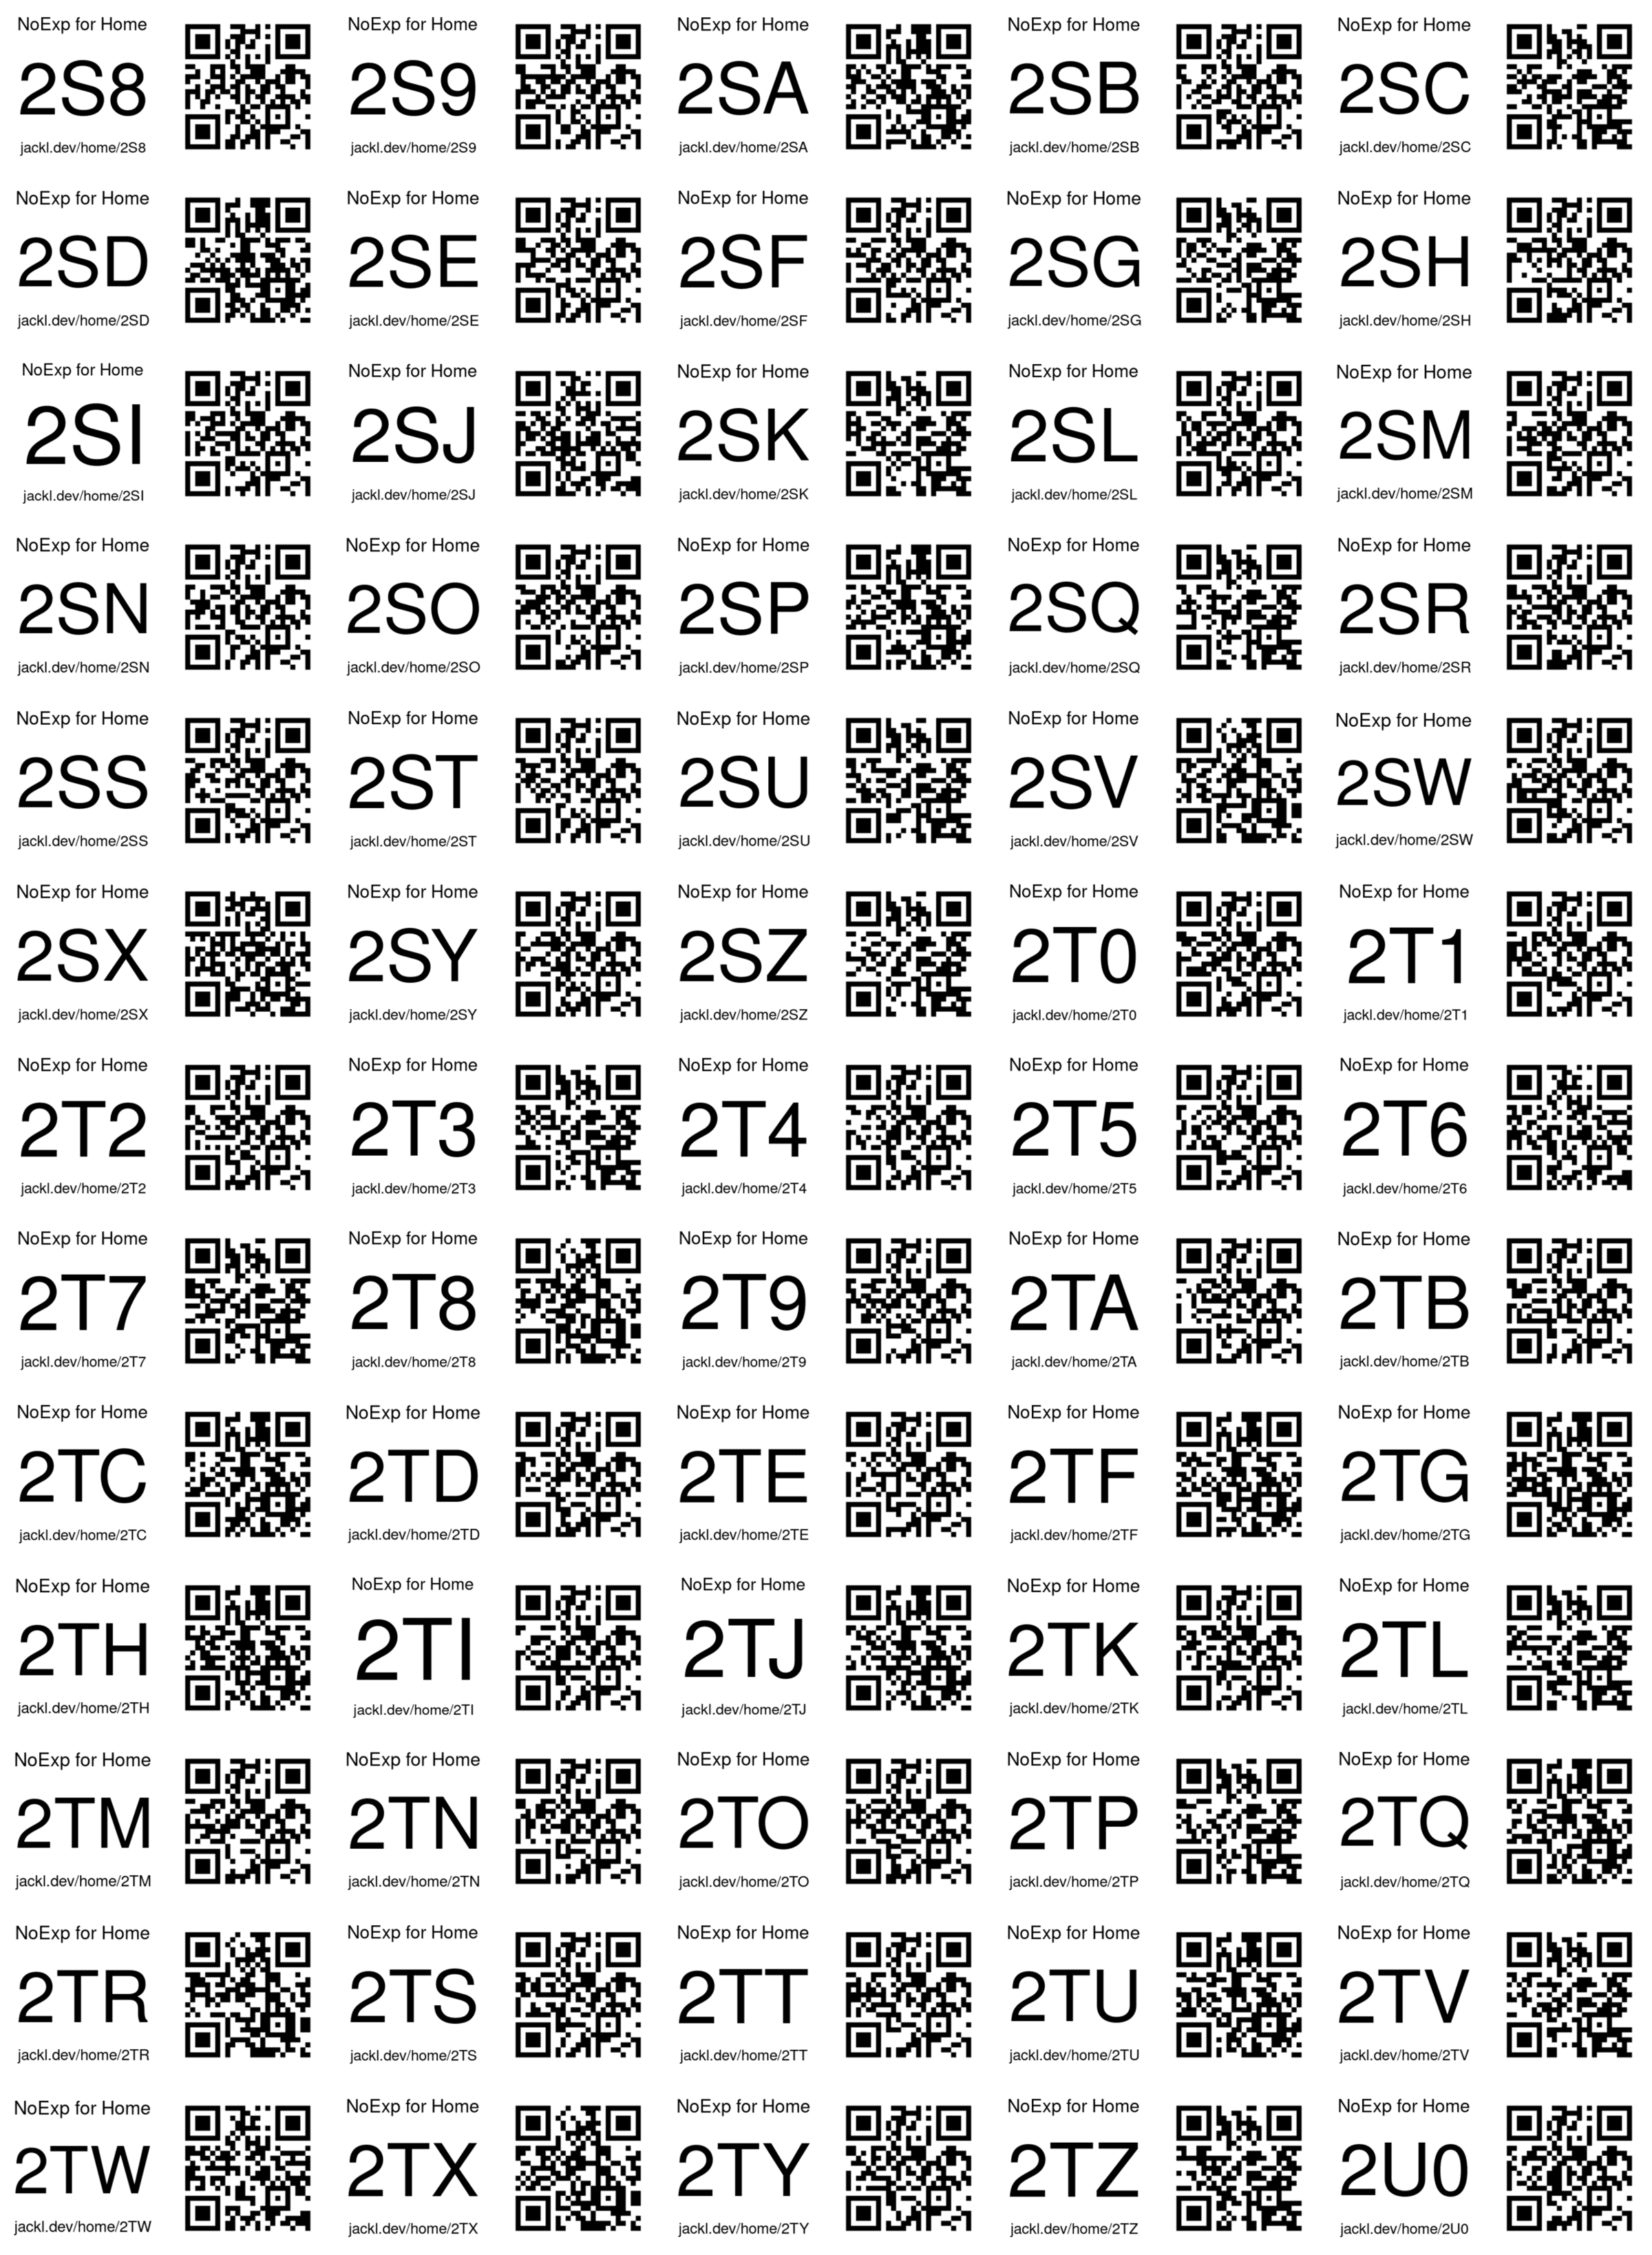 NoExp for Home
2S8
jackl.dev/home/2S8
NoExp for Home
2S9
jackl.dev/home/2S9
NoExp for Home
2SA
jackl.dev/home/2SA
NoExp for Home
2SB
jackl.dev/home/2SB
NoExp for Home
2SC
jackl.dev/home/2SC
NoExp for Home
2SD
jackl.dev/home/2SD
NoExp for Home
2SE
jackl.dev/home/2SE
NoExp for Home
2SF
jackl.dev/home/2SF
NoExp for Home
2SG
jackl.dev/home/2SG
NoExp for Home
2SH
jackl.dev/home/2SH
NoExp for Home
2SI
jackl.dev/home/2SI
NoExp for Home
2SJ
jackl.dev/home/2SJ
NoExp for Home
2SK
jackl.dev/home/2SK
NoExp for Home
2SL
jackl.dev/home/2SL
NoExp for Home
2SM
jackl.dev/home/2SM
NoExp for Home
2SN
jackl.dev/home/2SN
NoExp for Home
2SO
jackl.dev/home/2SO
NoExp for Home
2SP
jackl.dev/home/2SP
NoExp for Home
2SQ
jackl.dev/home/2SQ
NoExp for Home
2SR
jackl.dev/home/2SR
NoExp for Home
2SS
jackl.dev/home/2SS
NoExp for Home
2ST
jackl.dev/home/2ST
NoExp for Home
2SU
jackl.dev/home/2SU
NoExp for Home
2SV
jackl.dev/home/2SV
NoExp for Home
2SW
jackl.dev/home/2SW
NoExp for Home
2SX
jackl.dev/home/2SX
NoExp for Home
2SY
jackl.dev/home/2SY
NoExp for Home
2SZ
jackl.dev/home/2SZ
NoExp for Home
2T0
jackl.dev/home/2T0
NoExp for Home
2T1
jackl.dev/home/2T1
NoExp for Home
2T2
jackl.dev/home/2T2
NoExp for Home
2T3
jackl.dev/home/2T3
NoExp for Home
2T4
jackl.dev/home/2T4
NoExp for Home
2T5
jackl.dev/home/2T5
NoExp for Home
2T6
jackl.dev/home/2T6
NoExp for Home
2T7
jackl.dev/home/2T7
NoExp for Home
2T8
jackl.dev/home/2T8
NoExp for Home
2T9
jackl.dev/home/2T9
NoExp for Home
2TA
jackl.dev/home/2TA
NoExp for Home
2TB
jackl.dev/home/2TB
NoExp for Home
2TC
jackl.dev/home/2TC
NoExp for Home
2TD
jackl.dev/home/2TD
NoExp for Home
2TE
jackl.dev/home/2TE
NoExp for Home
2TF
jackl.dev/home/2TF
NoExp for Home
2TG
jackl.dev/home/2TG
NoExp for Home
2TH
jackl.dev/home/2TH
NoExp for Home
2TI
jackl.dev/home/2TI
NoExp for Home
2TJ
jackl.dev/home/2TJ
NoExp for Home
2TK
jackl.dev/home/2TK
NoExp for Home
2TL
jackl.dev/home/2TL
NoExp for Home
2TM
jackl.dev/home/2TM
NoExp for Home
2TN
jackl.dev/home/2TN
NoExp for Home
2TO
jackl.dev/home/2TO
NoExp for Home
2TP
jackl.dev/home/2TP
NoExp for Home
2TQ
jackl.dev/home/2TQ
NoExp for Home
2TR
jackl.dev/home/2TR
NoExp for Home
2TS
jackl.dev/home/2TS
NoExp for Home
2TT
jackl.dev/home/2TT
NoExp for Home
2TU
jackl.dev/home/2TU
NoExp for Home
2TV
jackl.dev/home/2TV
NoExp for Home
2TW
jackl.dev/home/2TW
NoExp for Home
2TX
jackl.dev/home/2TX
NoExp for Home
2TY
jackl.dev/home/2TY
NoExp for Home
2TZ
jackl.dev/home/2TZ
NoExp for Home
2U0
jackl.dev/home/2U0